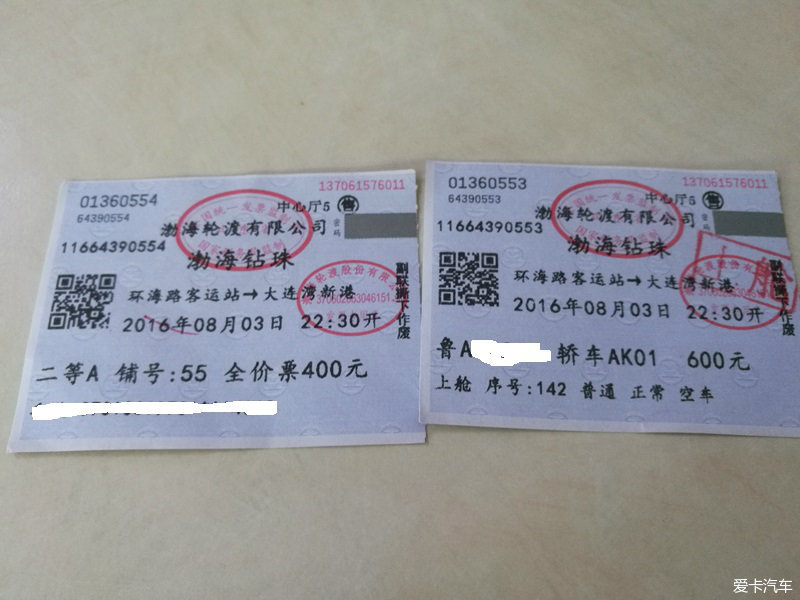 01360554
137061576011
64390554
中心厅5 售
渤海轮渡有限公司
密码
11664390554
渤海钻珠
环海路客运站→大连湾新港
2016年08月03日 22:30开
二等A 铺号:55 全价票400元
01360553
137061576011
64390553
中心厅5 售
渤海轮渡有限公司
密码
11664390553
渤海钻珠
环海路客运站→大连湾新港
2016年08月03日 22:30开
鲁A 轿车AK01 600元
上舱 序号:142 普通 正常 空车
爱卡汽车